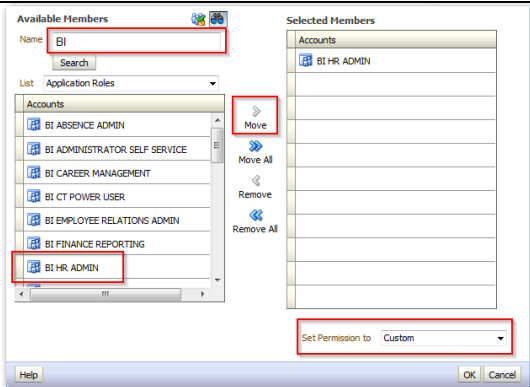 Available Members
Name BI
Search
List Application Roles
Accounts
BI ABSENCE ADMIN
BI ADMINISTRATOR SELF SERVICE
BI CAREER MANAGEMENT
BI CT POWER USER
BI EMPLOYEE RELATIONS ADMIN
BI FINANCE REPORTING
BI HR ADMIN
Move
Move All
Remove
Remove All
Selected Members
Accounts
BI HR ADMIN
Set Permission to Custom
Help
OK Cancel